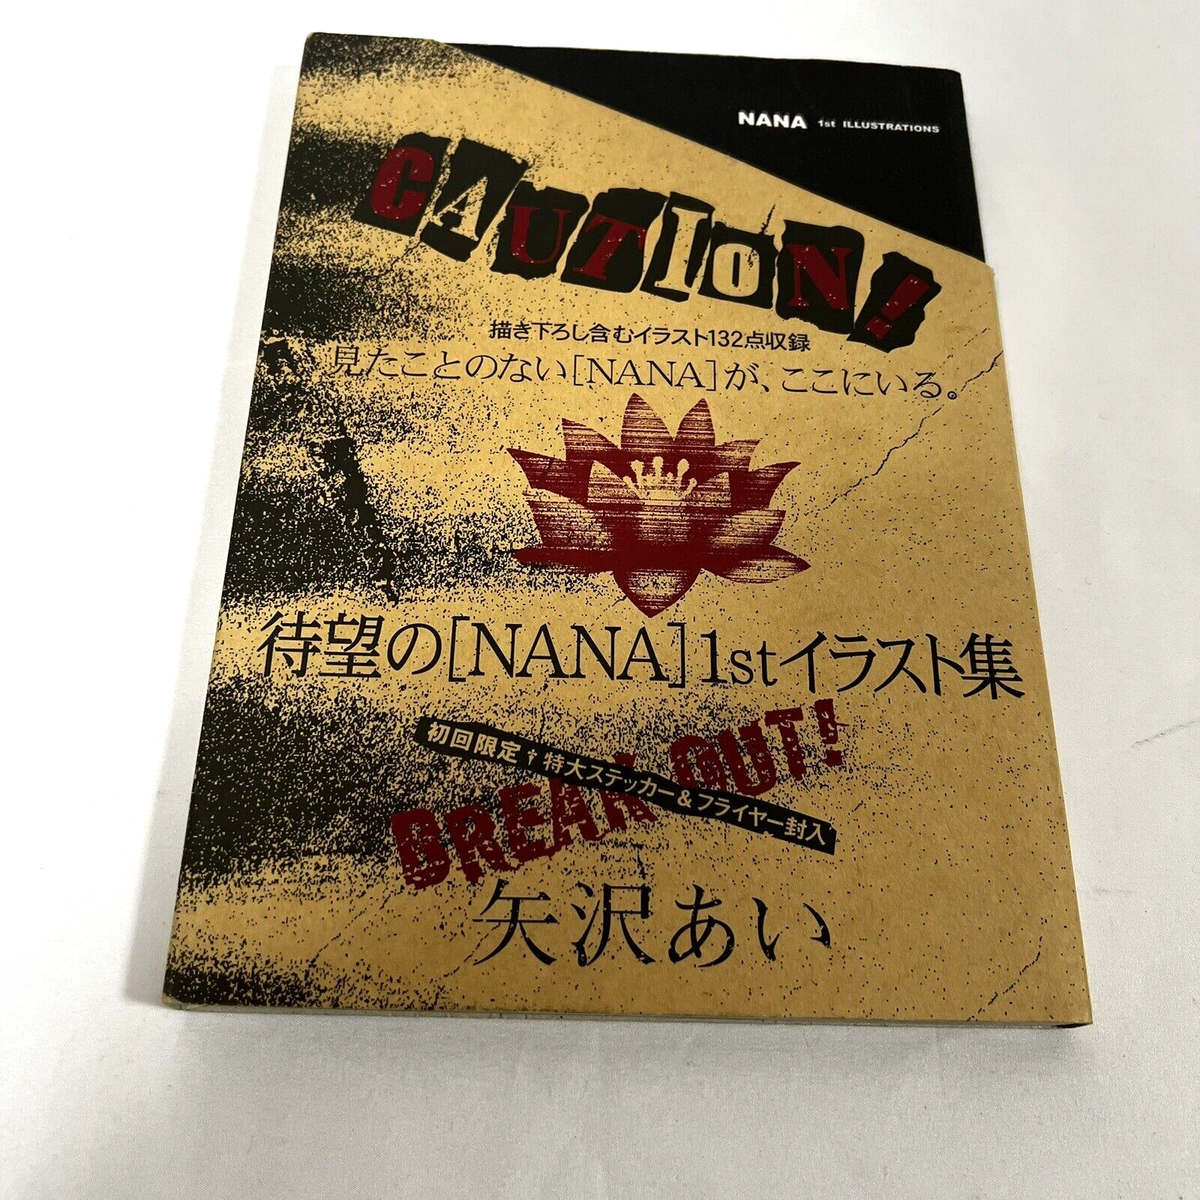 NANA 1st ILLUSTRATIONS
CAUTION!
描き下ろし含むイラスト132点収録
見たことのない[NANA]が、ここにいる。
待望の[NANA]1stイラスト集
BREAK OUT!
初回限定†特大ステッカー&フライヤー封入
矢沢あい